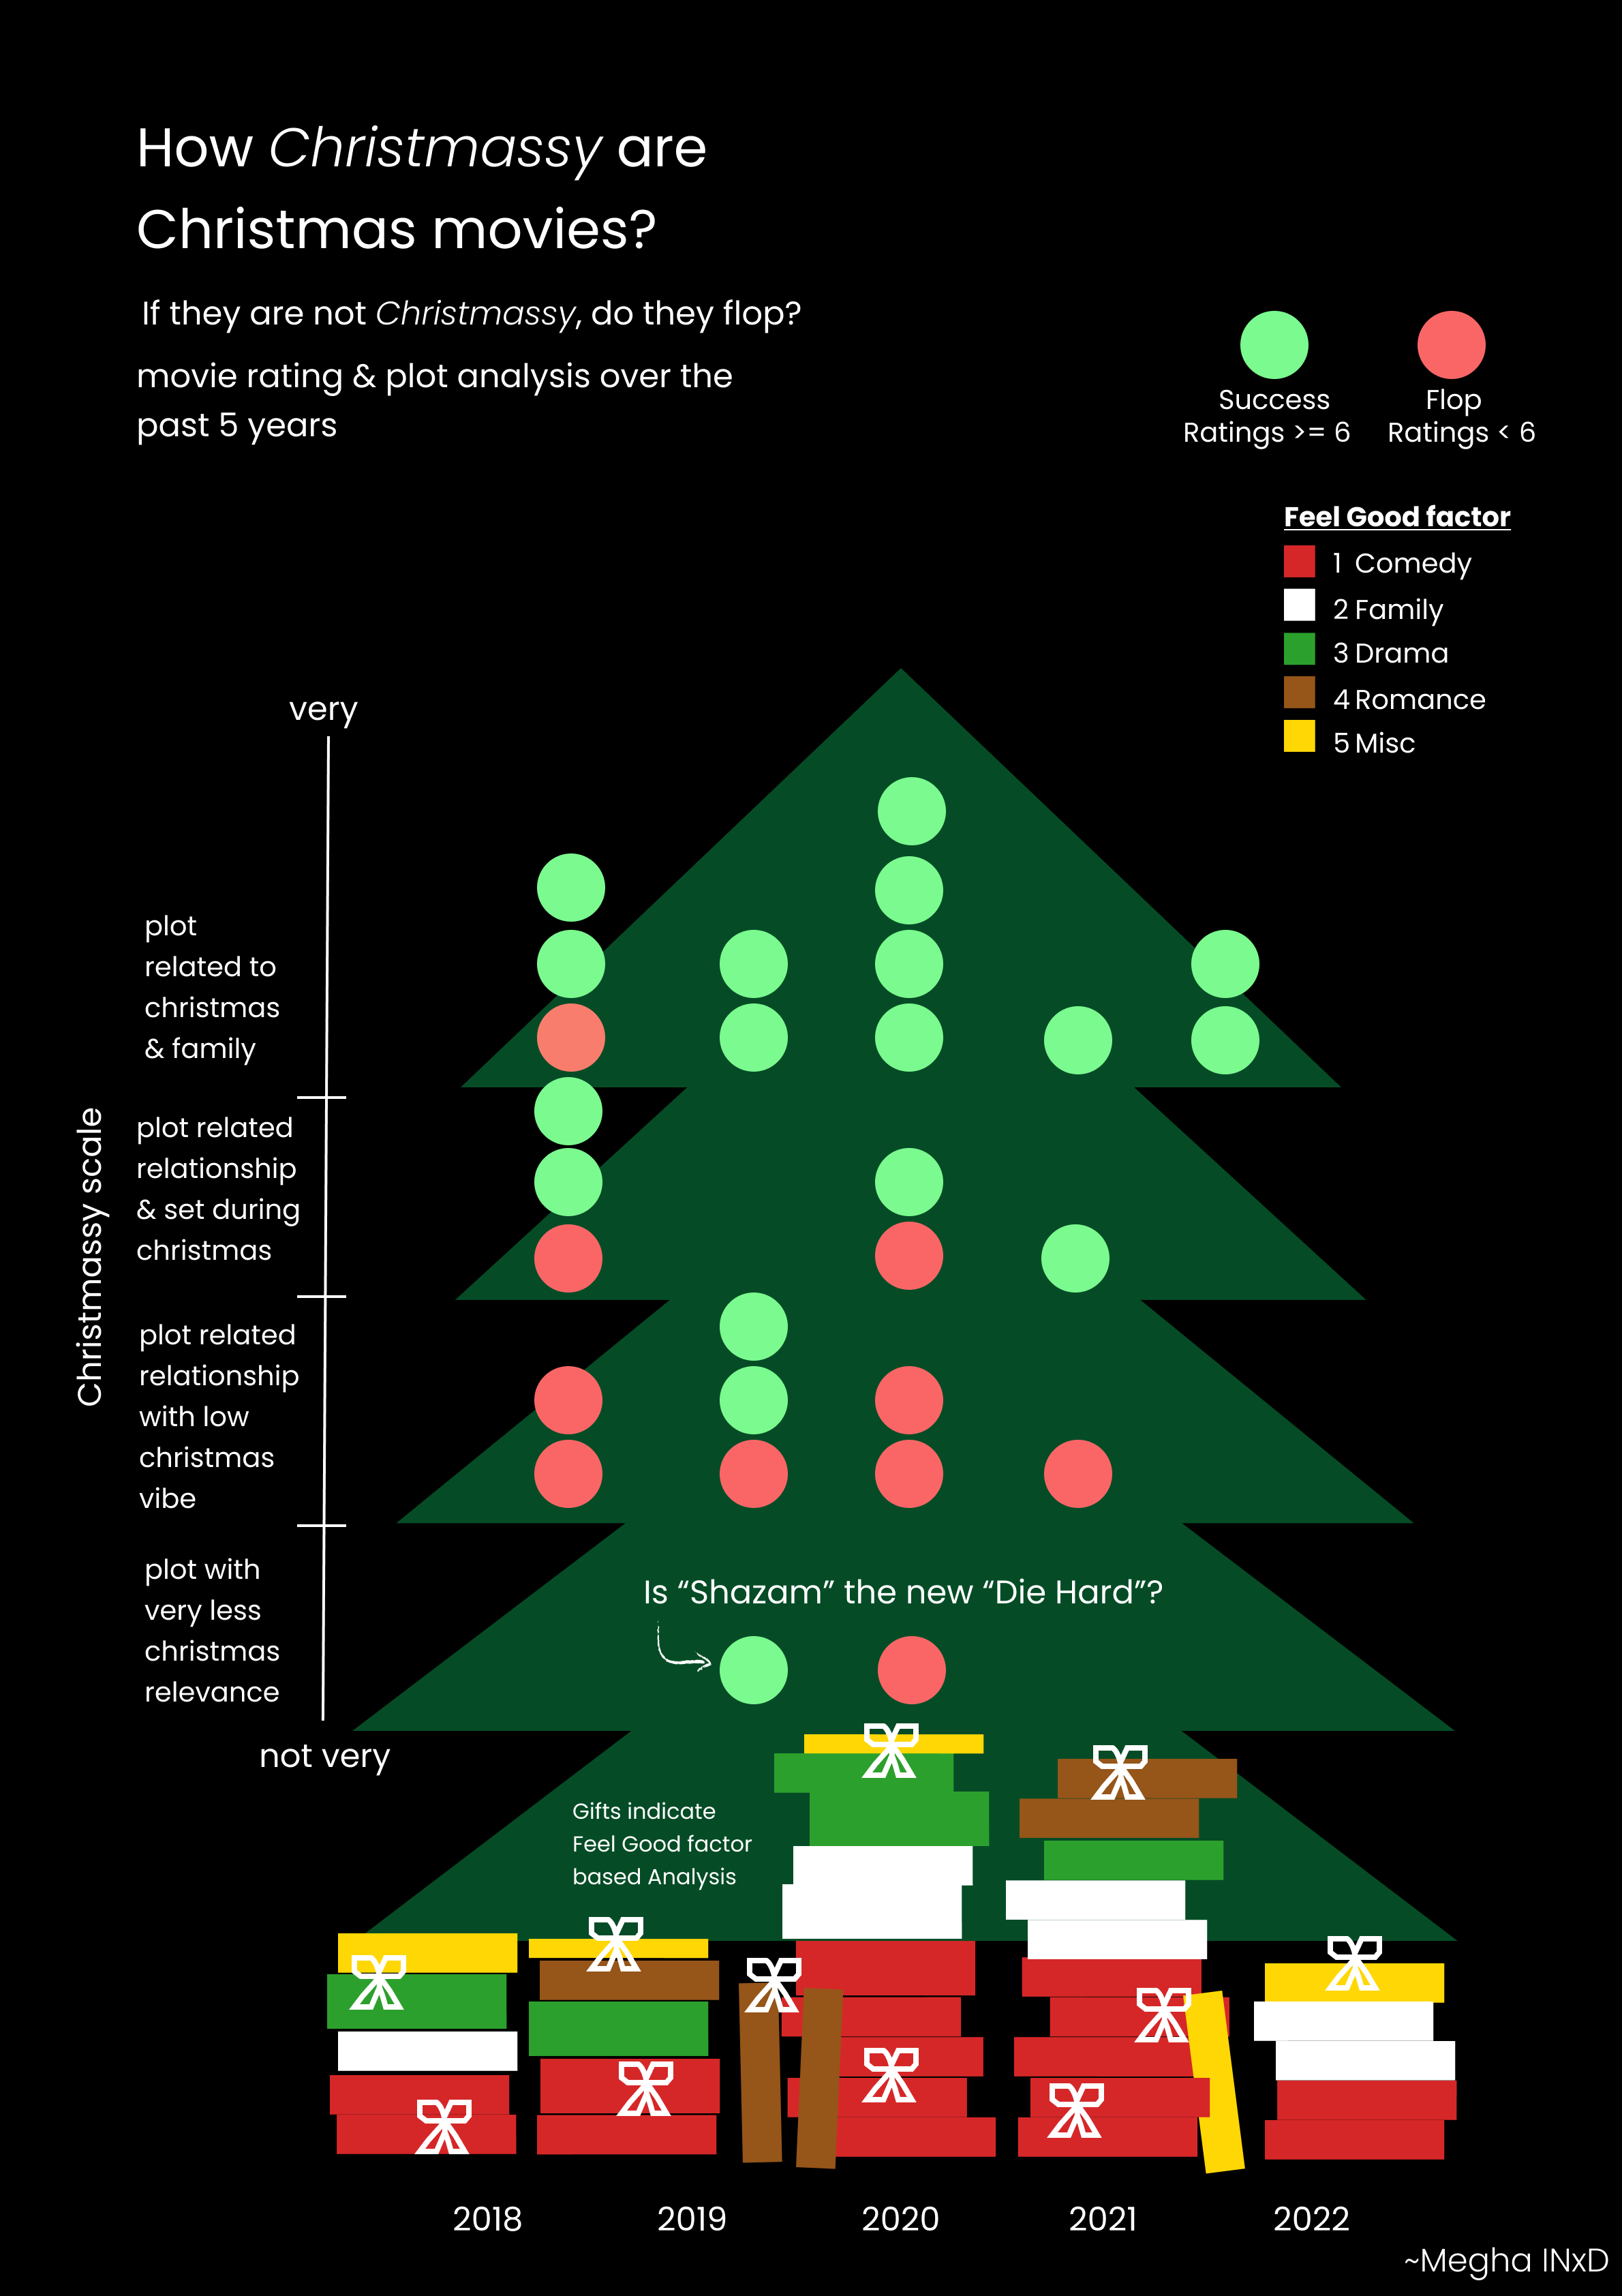 How Christmassy are
Christmas movies?
If they are not Christmassy, do they flop?
movie rating & plot analysis over the
past 5 years
Success
Ratings >= 6
Flop
Ratings < 6
Feel Good factor
1 Comedy
2 Family
3 Drama
4 Romance
5 Misc
very
Christmassy scale
plot
related to
christmas
& family
plot related
relationship
& set during
christmas
plot related
relationship
with low
christmas
vibe
plot with
very less
christmas
relevance
not very
Is “Shazam” the new “Die Hard”?
Gifts indicate
Feel Good factor
based Analysis
2018 2019 2020 2021 2022
~Megha INxD